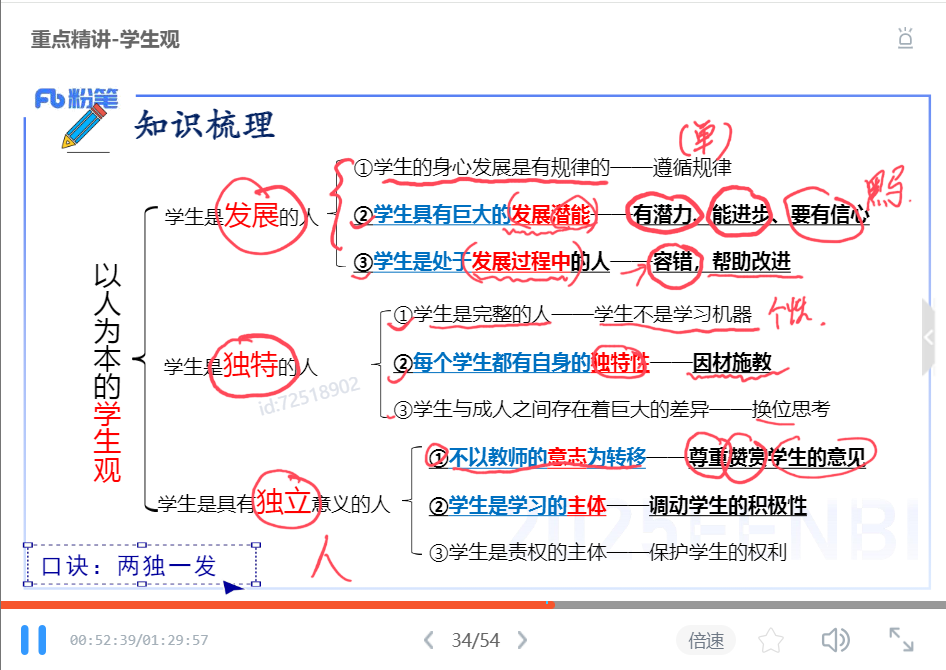 重点精讲-学生观
粉笔
知识梳理
(单)
①学生的身心发展是有规律的——遵循规律
学生是发展的人
②学生具有巨大的发展潜能——有潜力、能进步、要有信心
③学生是处于发展过程中的人——容错，帮助改进
以人为本的学生观
①学生是完整的人——学生不是学习机器
学生是独特的人
②每个学生都有自身的独特性——因材施教
id:72518902
③学生与成人之间存在着巨大的差异——换位思考
①不以教师的意志为转移——尊重赞赏学生的意见
学生是具有独立意义的人
②学生是学习的主体——调动学生的积极性
2025FENBI
③学生是责权的主体——保护学生的权利
口诀：两独一发
人
00:52:39/01:29:57
34/54
倍速